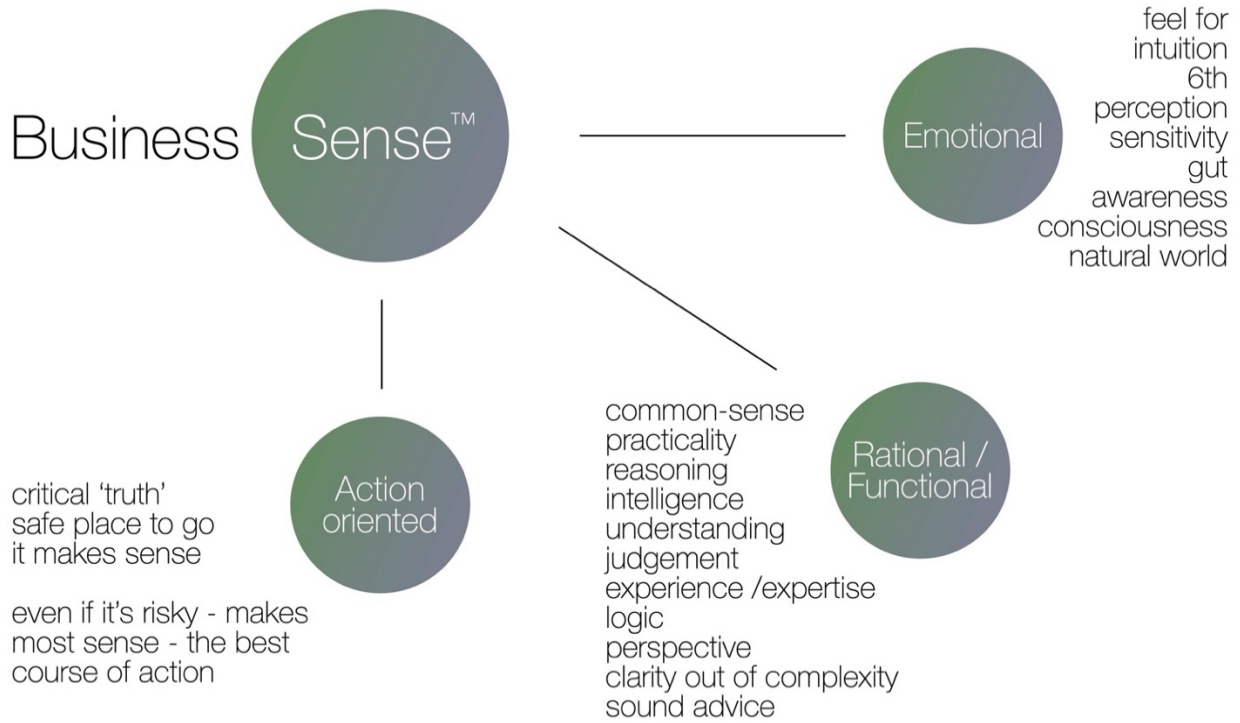 Business Sense™
Emotional
feel for
intuition
6th
perception
sensitivity
gut
awareness
consciousness
natural world
Action
oriented
critical ‘truth’
safe place to go
it makes sense
even if it’s risky - makes
most sense - the best
course of action
Rational /
Functional
common-sense
practicality
reasoning
intelligence
understanding
judgement
experience /expertise
logic
perspective
clarity out of complexity
sound advice